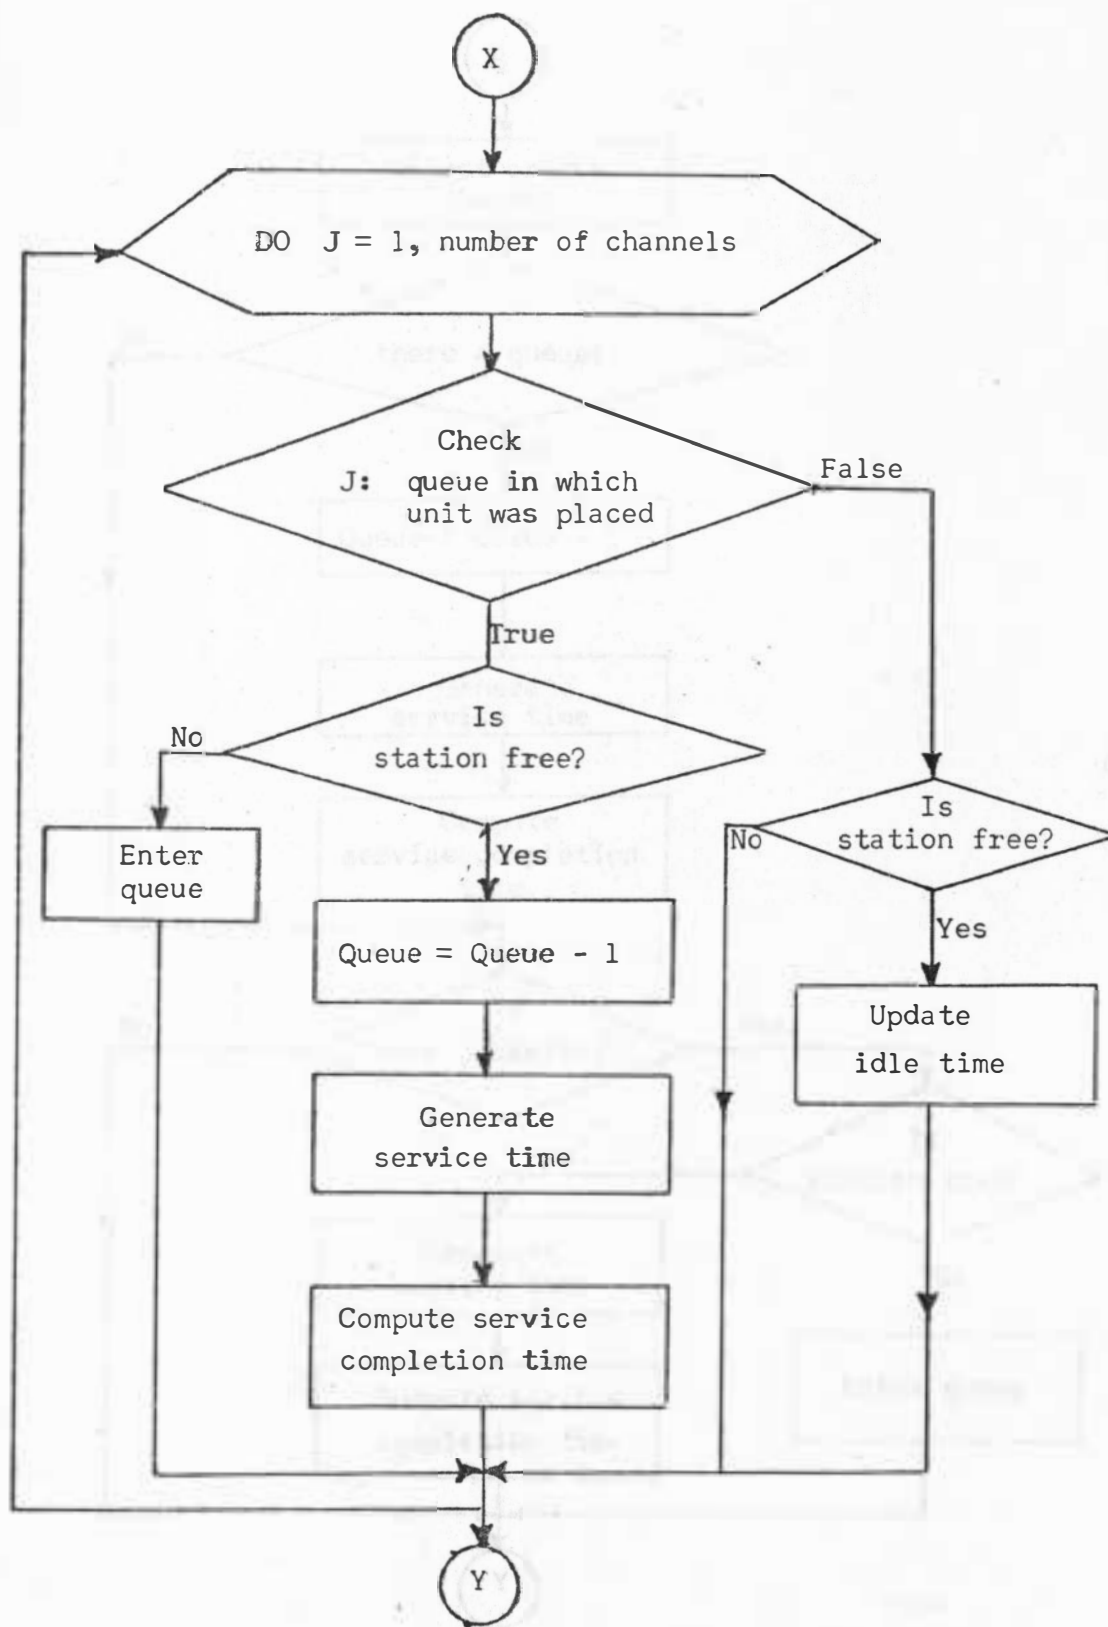 X
DO J = 1, number of channels
Check
J: queue in which
unit was placed
False
True
Is
station free?
No
Yes
Enter
queue
Is
station free?
No
Yes
Queue = Queue - 1
Update
idle time
Generate
service time
Compute service
completion time
Y